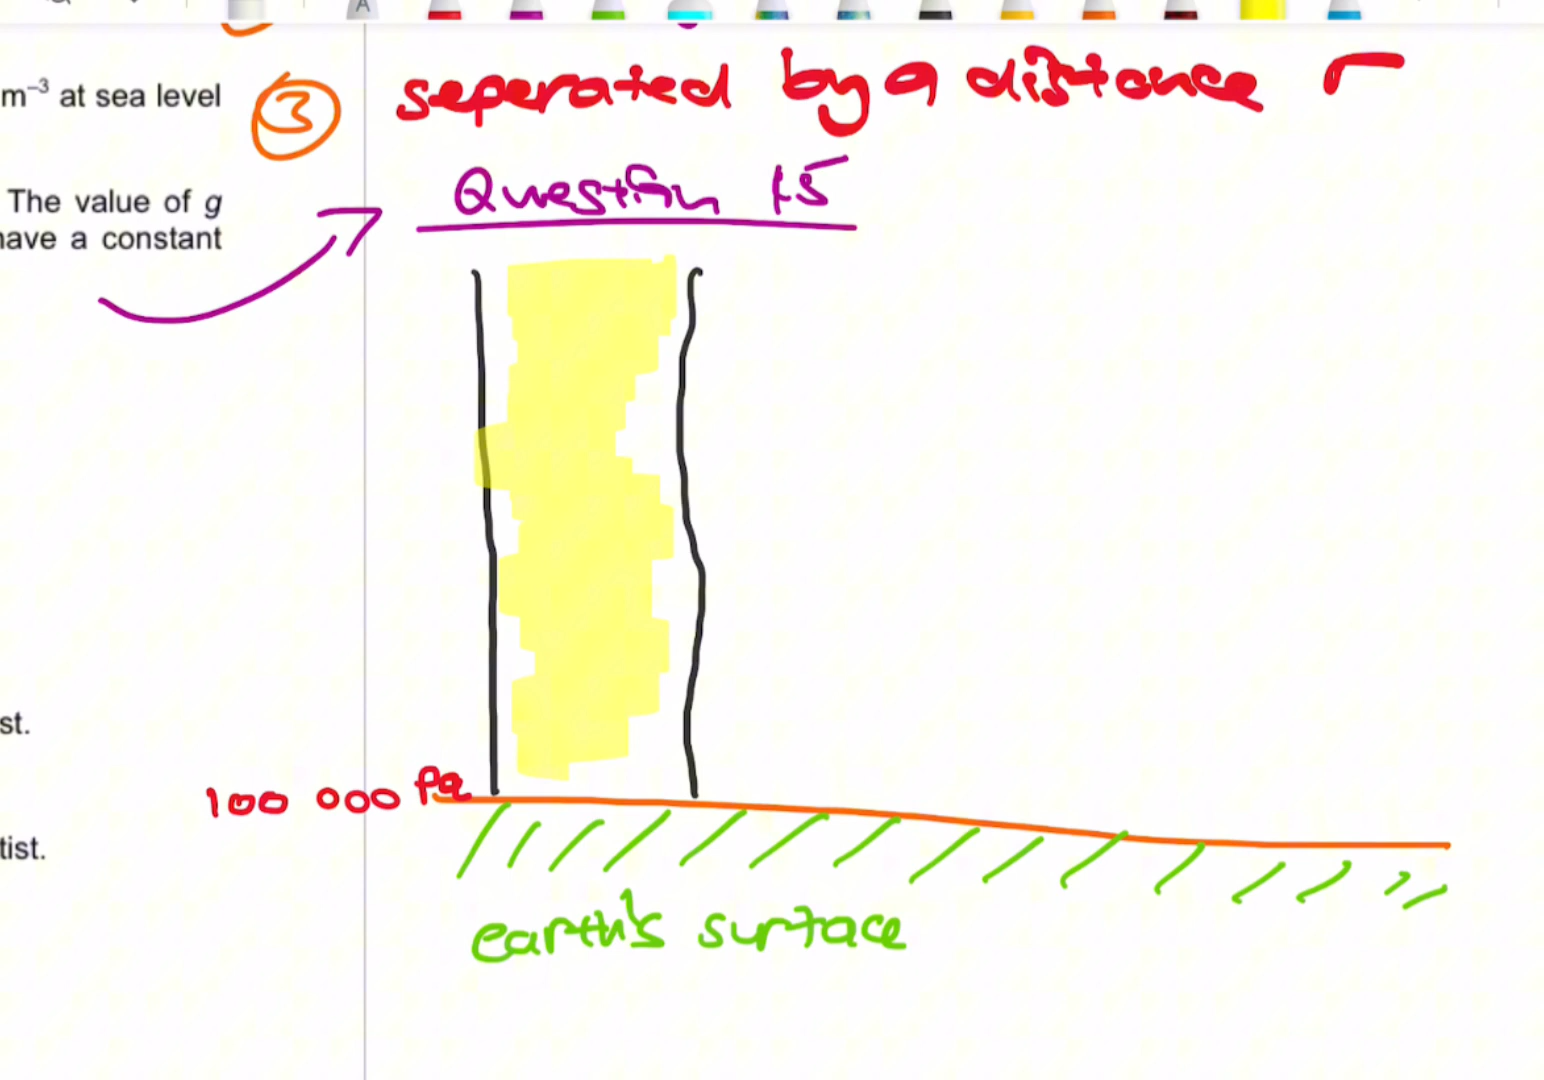 m⁻³ at sea level
③
seperated by a distance r
Question 15
The value of g
have a constant
st.
100 000 Pa
tist.
earth's surface